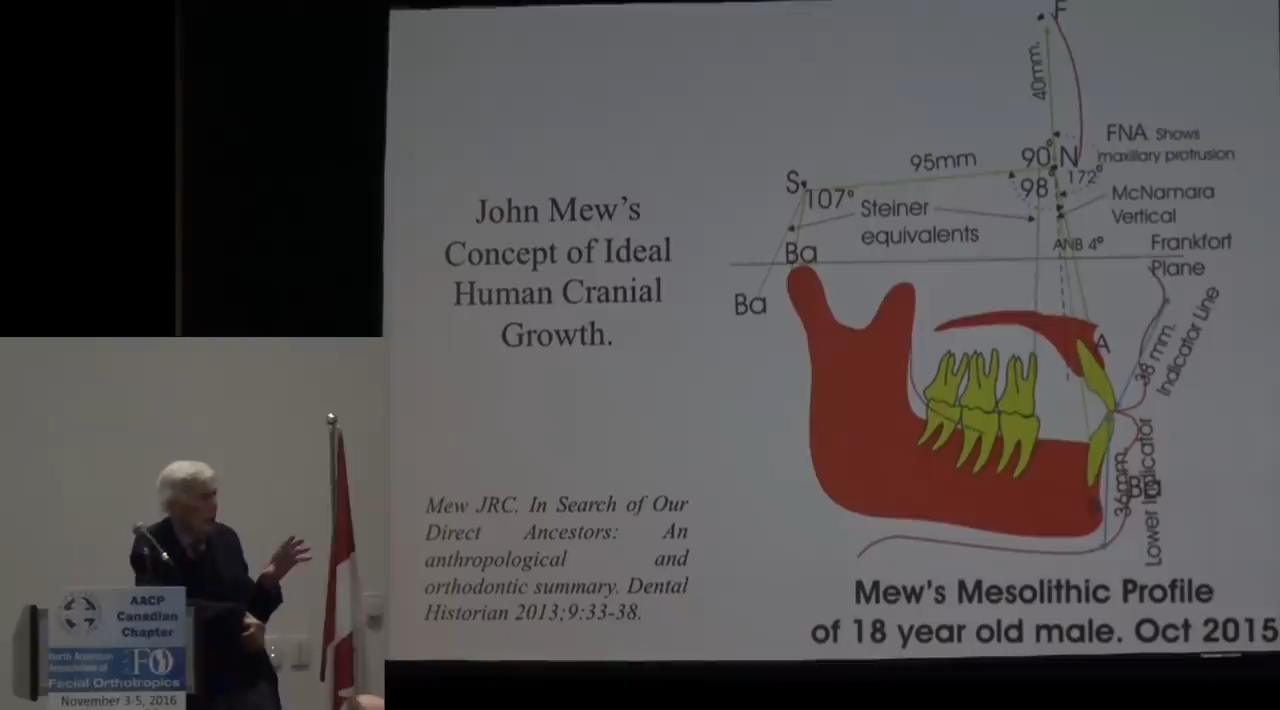 John Mew's
Concept of Ideal
Human Cranial
Growth.
Mew JRC. In Search of Our
Direct Ancestors: An
anthropological and
orthodontic summary. Dental
Historian 2013;9:33-38.
F
40mm.
FNA Shows
maxillary protrusion
95mm
90° N
S
107°
98°
172°
Steiner
equivalents
McNamara
Vertical
ANB 4°
Frankfort
Plane
Ba
Ba
A
38 mm.
Indicator Line
36mm
Lower Indicator
Mew's Mesolithic Profile
of 18 year old male. Oct 2015
AACP
Canadian
Chapter
North American
Association of
FO
Facial Orthotropics
November 3-5, 2016